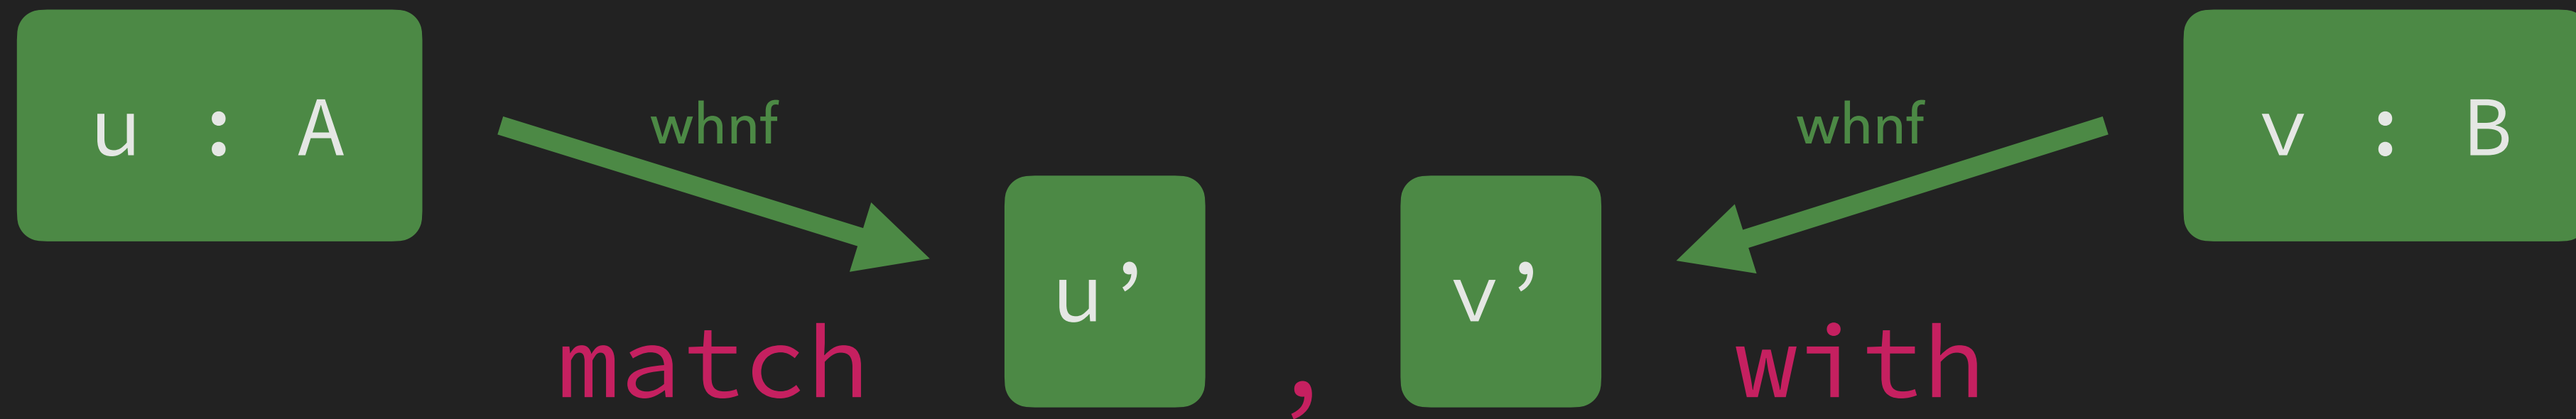 u : A
whnf
whnf
v : B
match u’ , v’ with